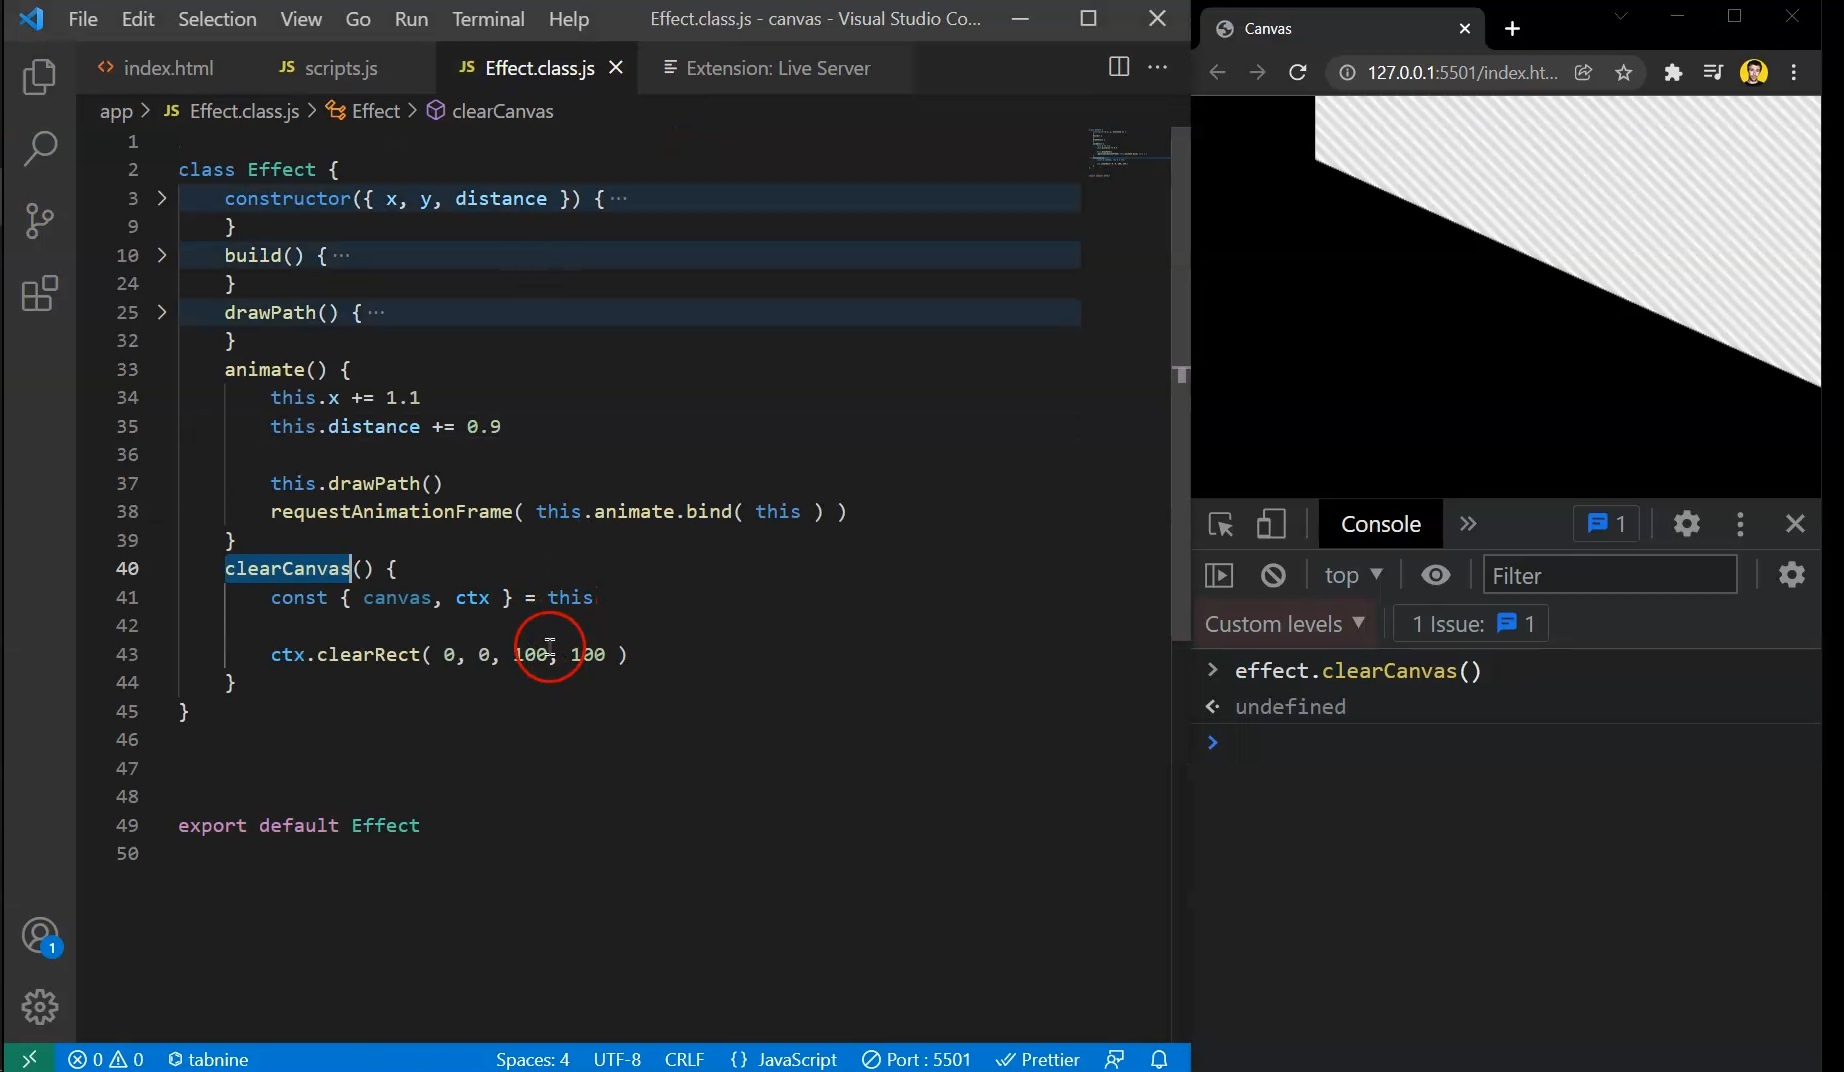 File Edit Selection View Go Run Terminal Help Effect.class.js - canvas - Visual Studio Co...
index.html JS scripts.js JS Effect.class.js Extension: Live Server
app > JS Effect.class.js > Effect > clearCanvas
1
2 class Effect {
3 constructor({ x, y, distance }) { ···
9 }
10 build() { ···
24 }
25 drawPath() { ···
32 }
33 animate() {
34 this.x += 1.1
35 this.distance += 0.9
36
37 this.drawPath()
38 requestAnimationFrame( this.animate.bind( this ) )
39 }
40 clearCanvas() {
41 const { canvas, ctx } = this
42
43 ctx.clearRect( 0, 0, 100, 100 )
44 }
45 }
46
47
48
49 export default Effect
50
1
0 0 tabnine Spaces: 4 UTF-8 CRLF {} JavaScript Port : 5501 Prettier
Canvas
127.0.0.1:5501/index.ht...
Console » 1
top Filter
Custom levels 1 Issue: 1
> effect.clearCanvas()
undefined
>